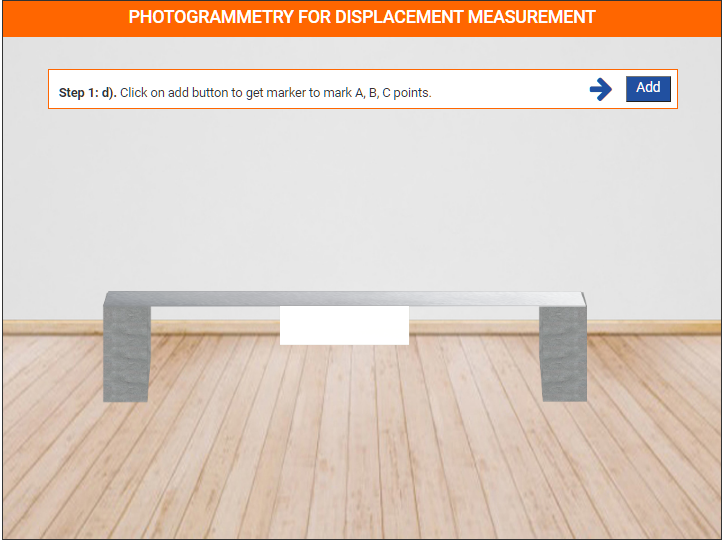 PHOTOGRAMMETRY FOR DISPLACEMENT MEASUREMENT
Step 1: d). Click on add button to get marker to mark A, B, C points.
Add